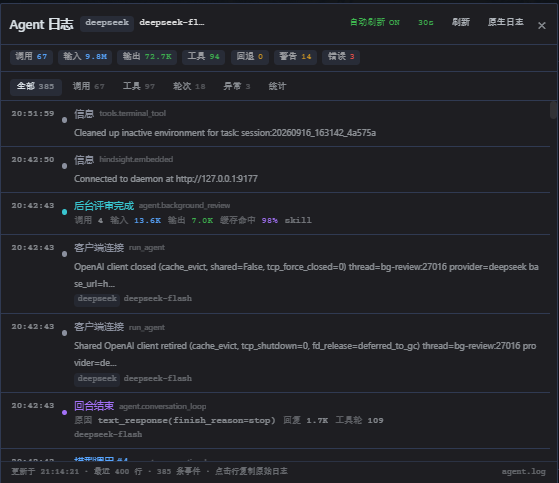 Agent 日志 deepseek deepseek-fl… 自动刷新 ON 30s 刷新 原生日志 ×
调用 67 输入 9.8M 输出 72.7K 工具 94 回退 0 警告 14 错误 3
全部 385 调用 67 工具 97 轮次 18 异常 3 统计
20:51:59 信息 tools.terminal_tool
Cleaned up inactive environment for task: session:20260916_163142_4a575a
20:42:50 信息 hindsight.embedded
Connected to daemon at http://127.0.0.1:9177
20:42:43 后台评审完成 agent.background_review
调用 4 输入 13.6K 输出 7.0K 缓存命中 98% skill
20:42:43 客户端连接 run_agent
OpenAI client closed (cache_evict, shared=False, tcp_force_closed=0) thread=bg-review:27016 provider=deepseek ba
se_url=h...
deepseek deepseek-flash
20:42:43 客户端连接 run_agent
Shared OpenAI client retired (cache_evict, tcp_shutdown=0, fd_release=deferred_to_gc) thread=bg-review:27016 pro
vider=de...
deepseek deepseek-flash
20:42:43 回合结束 agent.conversation_loop
原因 text_response(finish_reason=stop) 回复 1.7K 工具轮 109
deepseek-flash
更新于 21:14:21 · 最近 400 行 · 385 条事件 · 点击行复制原始日志 agent.log